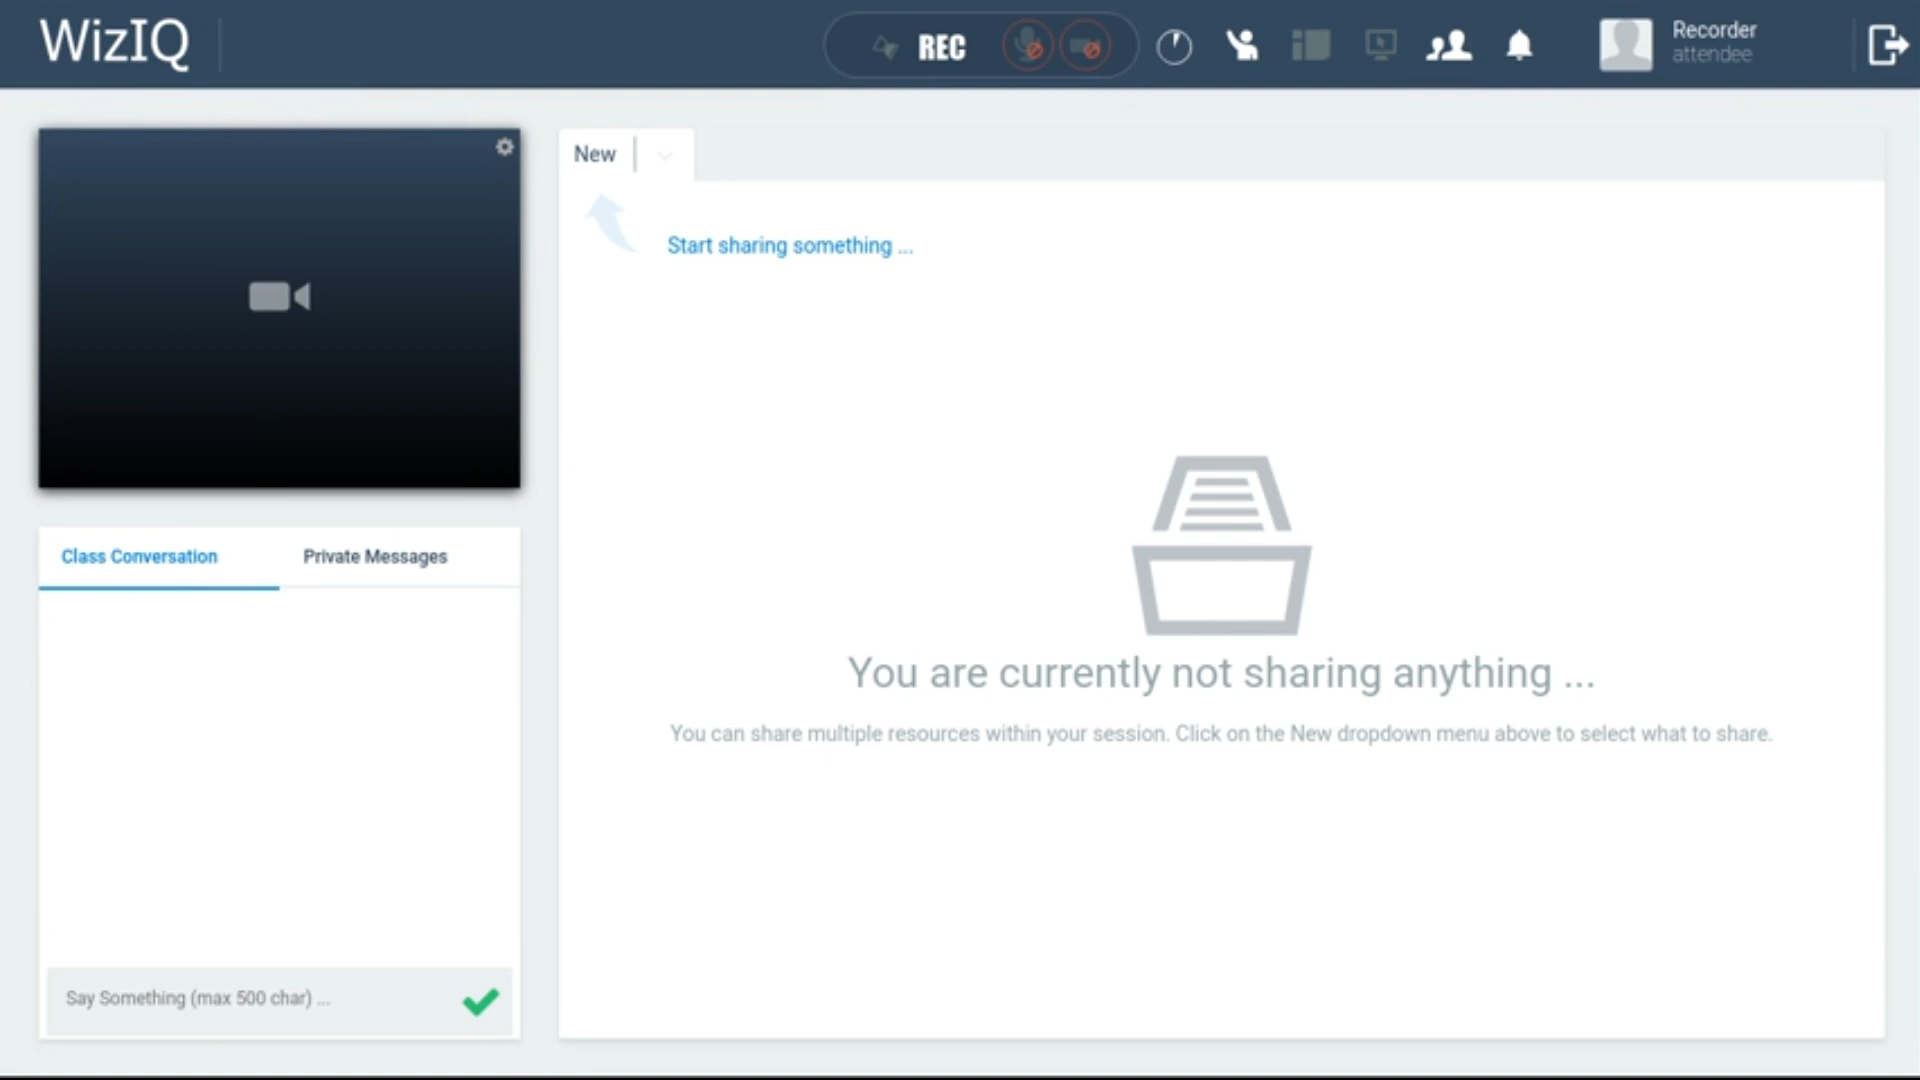 WizIQ
REC
Recorder
attendee
New
Start sharing something ...
Class Conversation
Private Messages
You are currently not sharing anything ...
You can share multiple resources within your session. Click on the New dropdown menu above to select what to share.
Say Something (max 500 char) ...